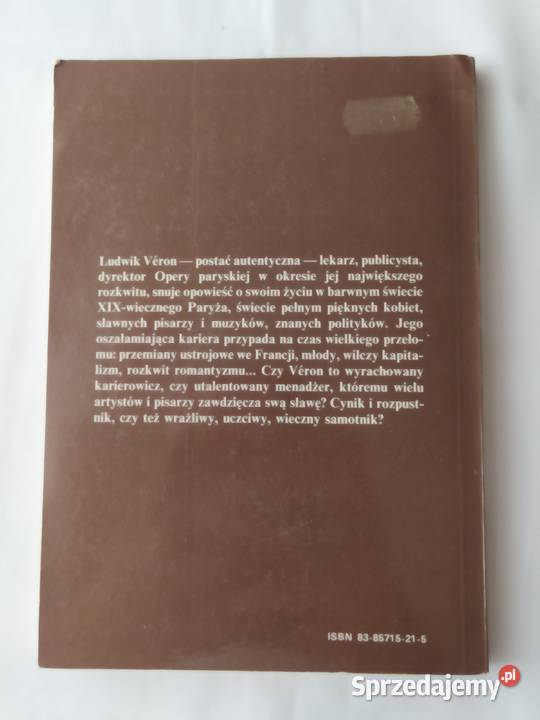 Ludwik Véron — postać autentyczna — lekarz, publicysta,
dyrektor Opery paryskiej w okresie jej największego
rozkwitu, snuje opowieść o swoim życiu w barwnym świecie
XIX-wiecznego Paryża, świecie pełnym pięknych kobiet,
sławnych pisarzy i muzyków, znanych polityków. Jego
oszałamiająca kariera przypada na czas wielkiego przeło-
mu: przemiany ustrojowe we Francji, młody, wilczy kapita-
lizm, rozkwit romantyzmu... Czy Véron to wyrachowany
karierowicz, czy utalentowany menadżer, któremu wielu
artystów i pisarzy zawdzięcza swą sławę? Cynik i rozpust-
nik, czy też wrażliwy, uczciwy, wieczny samotnik?
ISBN 83-85715-21-5
Sprzedajemy.pl